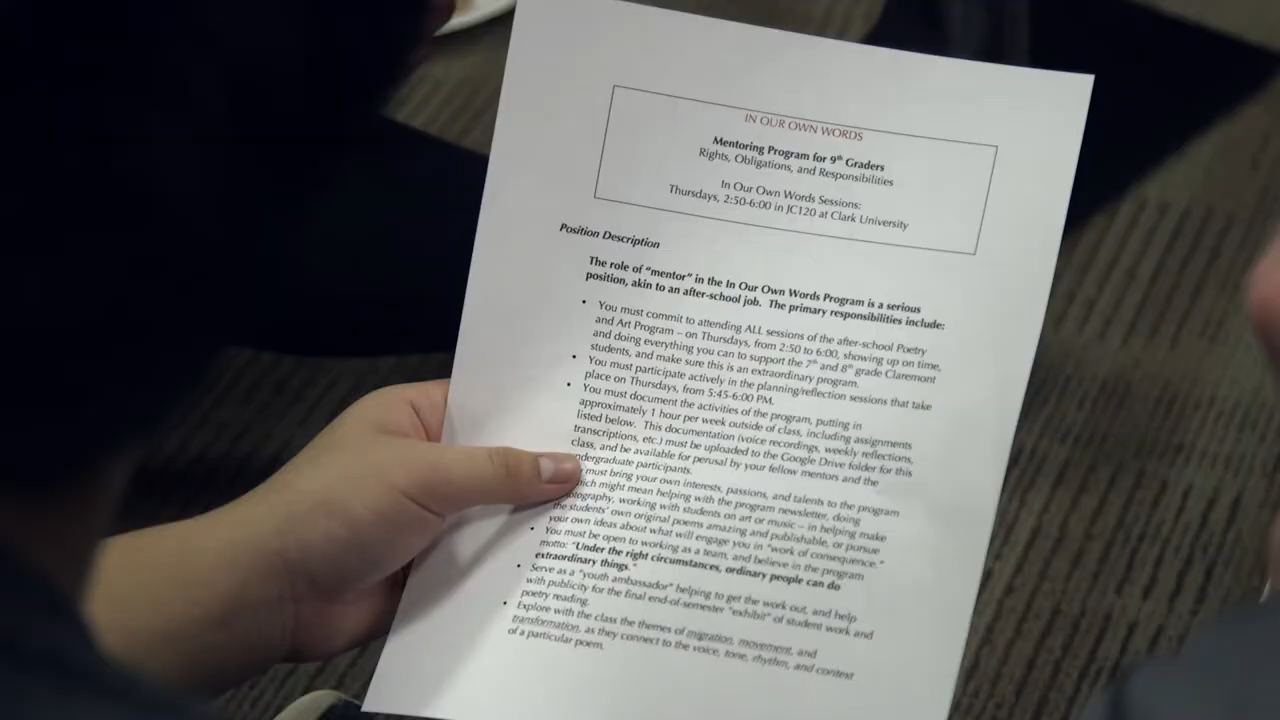 IN OUR OWN WORDS
Mentoring Program for 9th Graders
Rights, Obligations, and Responsibilities
In Our Own Words Sessions:
Thursdays, 2:50-6:00 in JC120 at Clark University
Position Description
The role of "mentor" in the In Our Own Words Program is a serious
position, akin to an after-school job. The primary responsibilities include:
• You must commit to attending ALL sessions of the after-school Poetry
and Art Program – on Thursdays, from 2:50 to 6:00, showing up on time,
and doing everything you can to support the 7th and 8th grade Claremont
students, and make sure this is an extraordinary program.
• You must participate actively in the planning/reflection sessions that take
place on Thursdays, from 5:45-6:00 PM.
• You must document the activities of the program, putting in
approximately 1 hour per week outside of class, including assignments
listed below. This documentation (voice recordings, weekly reflections,
transcriptions, etc.) must be uploaded to the Google Drive folder for this
class, and be available for perusal by your fellow mentors and the
ndergraduate participants.
must bring your own interests, passions, and talents to the program
hich might mean helping with the program newsletter, doing
otography, working with students on art or music – in helping make
the students' own original poems amazing and publishable, or pursue
your own ideas about what will engage you in "work of consequence."
• You must be open to working as a team, and believe in the program
motto: "Under the right circumstances, ordinary people can do
extraordinary things."
• Serve as a "youth ambassador" helping to get the work out, and help
with publicity for the final end-of-semester "exhibit" of student work and
poetry reading.
• Explore with the class the themes of migration, movement, and
transformation, as they connect to the voice, tone, rhythm, and context
of a particular poem.